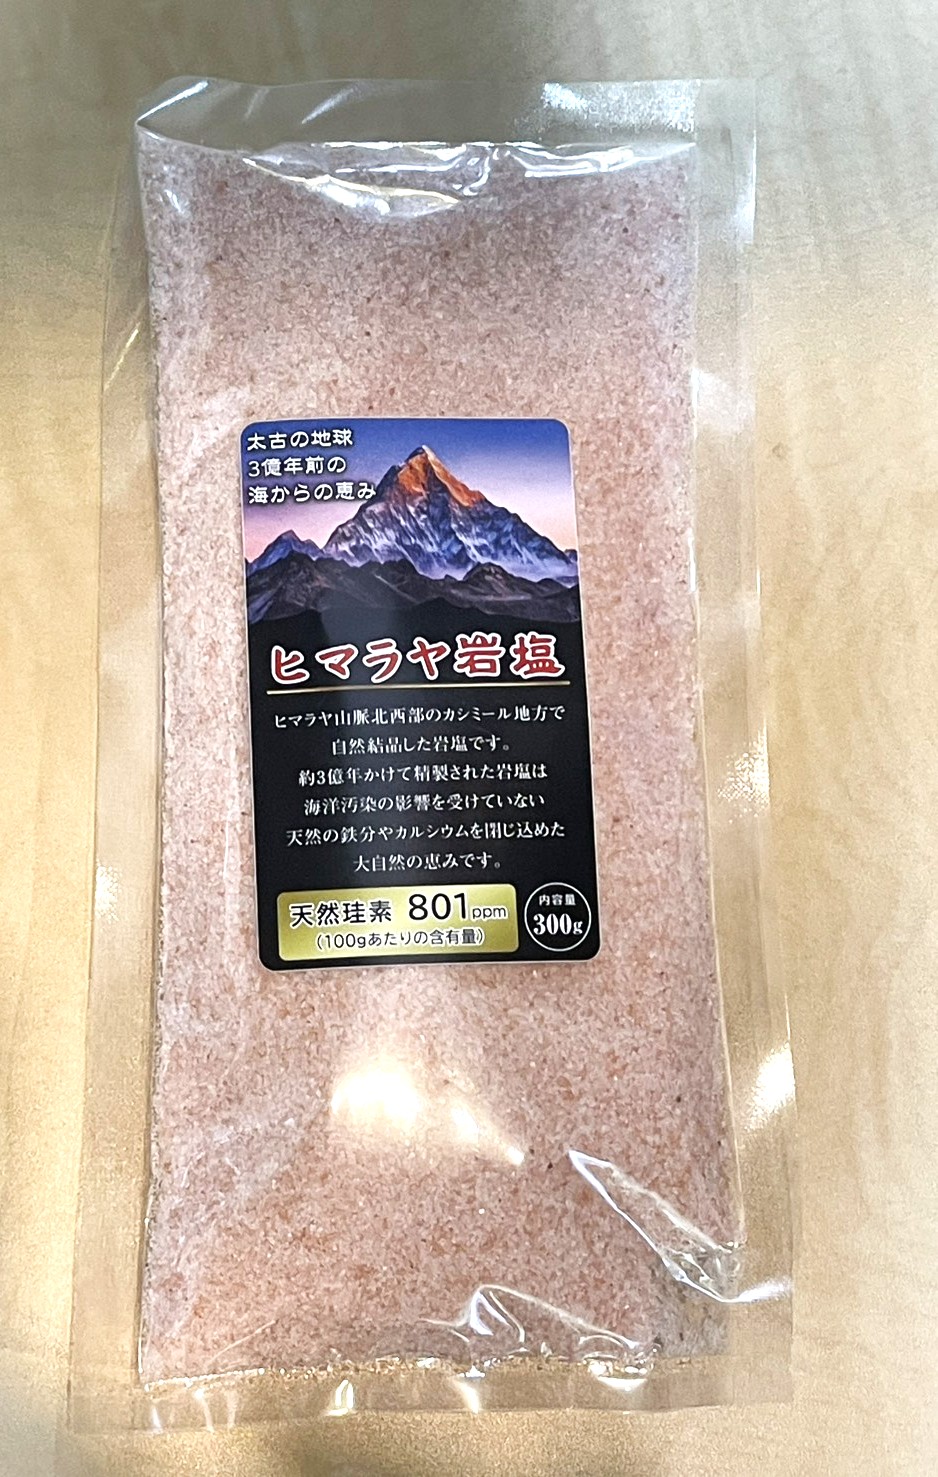 太古の地球
3億年前の
海からの恵み
ヒマラヤ岩塩
ヒマラヤ山脈北西部のカシミール地方で
自然結晶した岩塩です。
約3億年かけて精製された岩塩は
海洋汚染の影響を受けていない
天然の鉄分やカルシウムを閉じ込めた
大自然の恵みです。
天然珪素 801ppm
(100gあたりの含有量)
内容量
300g